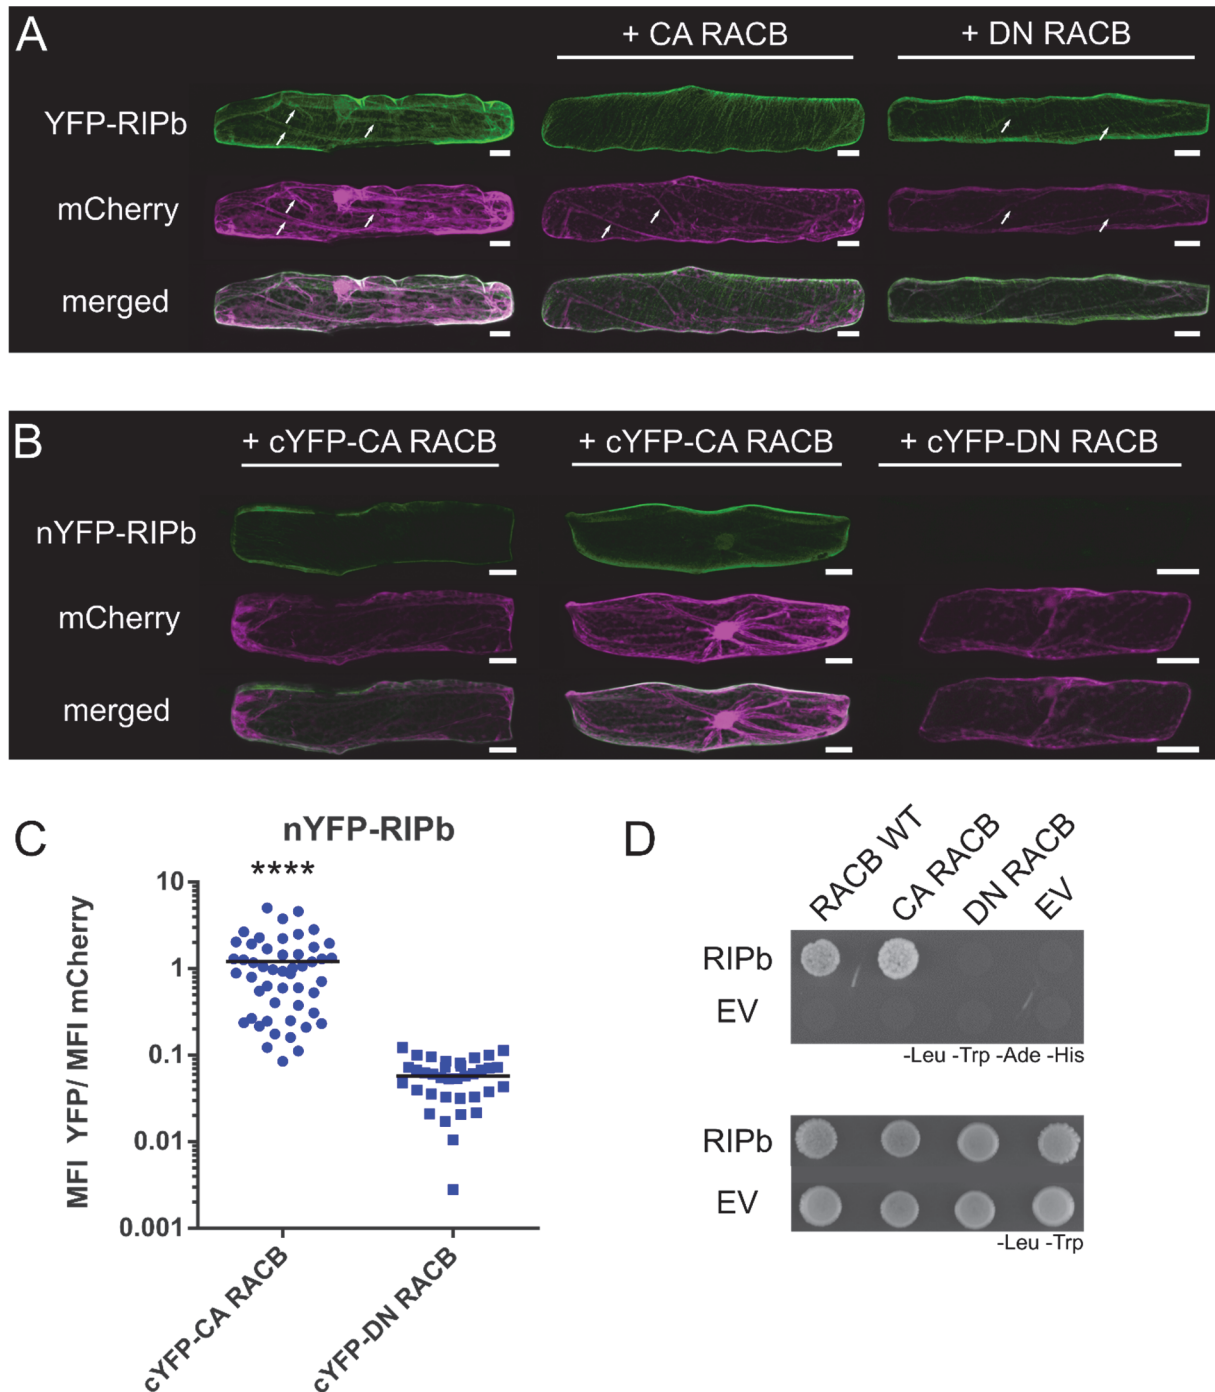 A
+ CA RACB
+ DN RACB
YFP-RIPb
mCherry
merged
B
+ cYFP-CA RACB
+ cYFP-CA RACB
+ cYFP-DN RACB
nYFP-RIPb
mCherry
merged
C
nYFP-RIPb
****
MFI YFP/ MFI mCherry
10
1
0.1
0.01
0.001
cYFP-CA RACB
cYFP-DN RACB
D
RACB WT
CA RACB
DN RACB
EV
RIPb
EV
-Leu -Trp -Ade -His
RIPb
EV
-Leu -Trp